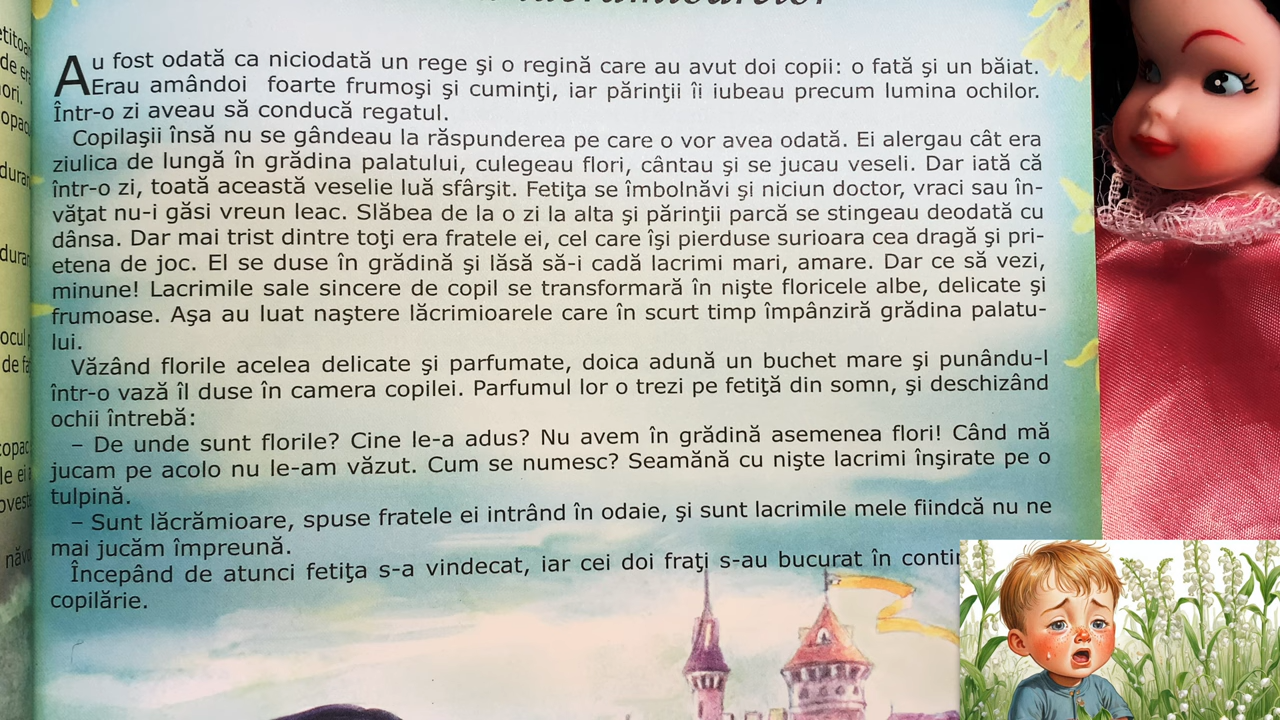 Au fost odată ca niciodată un rege şi o regină care au avut doi copii: o fată şi un băiat.
Erau amândoi foarte frumoşi şi cuminţi, iar părinţii îi iubeau precum lumina ochilor.
Într-o zi aveau să conducă regatul.
Copilaşii însă nu se gândeau la răspunderea pe care o vor avea odată. Ei alergau cât era
ziulica de lungă în grădina palatului, culegeau flori, cântau şi se jucau veseli. Dar iată că
într-o zi, toată această veselie luă sfârşit. Fetiţa se îmbolnăvi şi niciun doctor, vraci sau în-
văţat nu-i găsi vreun leac. Slăbea de la o zi la alta şi părinţii parcă se stingeau deodată cu
dânsa. Dar mai trist dintre toţi era fratele ei, cel care îşi pierduse surioara cea dragă şi pri-
etena de joc. El se duse în grădină şi lăsă să-i cadă lacrimi mari, amare. Dar ce să vezi,
minune! Lacrimile sale sincere de copil se transformară în nişte floricele albe, delicate şi
frumoase. Aşa au luat naştere lăcrimioarele care în scurt timp împânziră grădina palatu-
lui.
Văzând florile acelea delicate şi parfumate, doica adună un buchet mare şi punându-l
într-o vază îl duse în camera copilei. Parfumul lor o trezi pe fetiţă din somn, şi deschizând
ochii întrebă:
– De unde sunt florile? Cine le-a adus? Nu avem în grădină asemenea flori! Când mă
jucam pe acolo nu le-am văzut. Cum se numesc? Seamănă cu nişte lacrimi înşirate pe o
tulpină.
– Sunt lăcrămioare, spuse fratele ei intrând în odaie, şi sunt lacrimile mele fiindcă nu ne
mai jucăm împreună.
Începând de atunci fetiţa s-a vindecat, iar cei doi fraţi s-au bucurat în
copilărie.